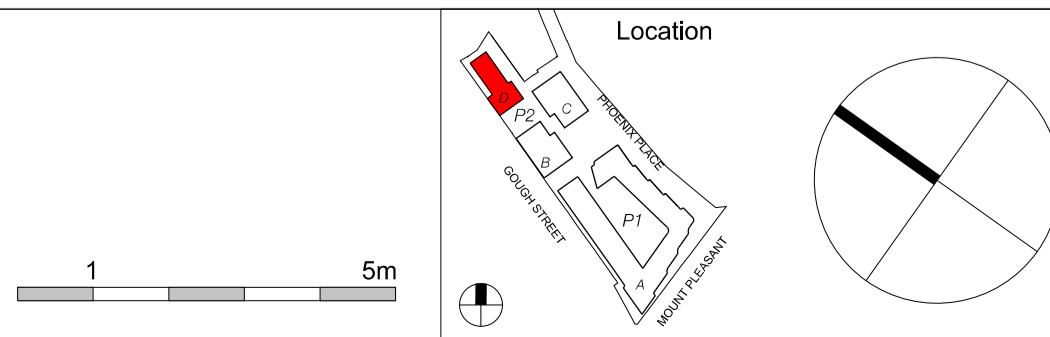 Location
D
C
P2
PHOENIX PLACE
B
GOUGH STREET
P1
A
MOUNT PLEASANT
1 5m